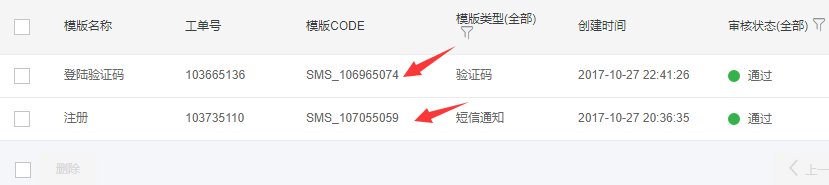 模版名称 工单号 模版CODE 模版类型(全部) 创建时间 审核状态(全部)
登陆验证码 103665136 SMS_106965074 验证码 2017-10-27 22:41:26 通过
注册 103735110 SMS_107055059 短信通知 2017-10-27 20:36:35 通过
删除 上一